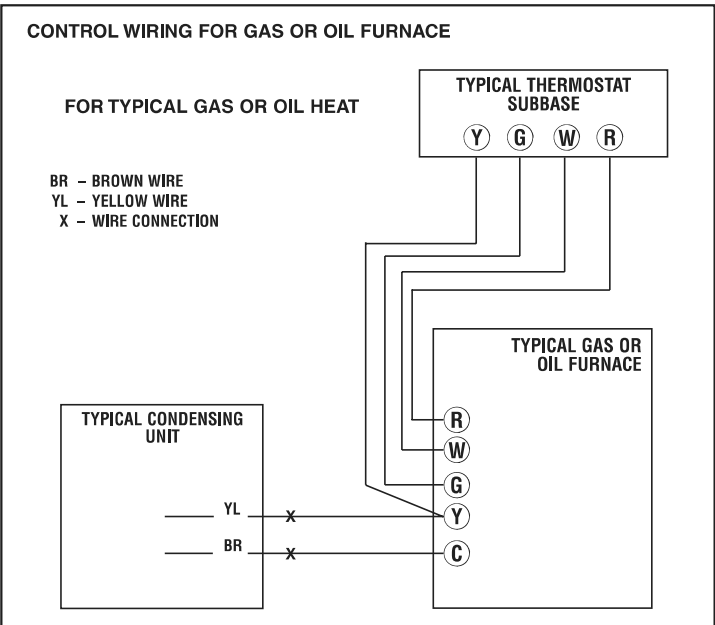 CONTROL WIRING FOR GAS OR OIL FURNACE
FOR TYPICAL GAS OR OIL HEAT
TYPICAL THERMOSTAT
SUBBASE
Y G W R
BR – BROWN WIRE
YL – YELLOW WIRE
X – WIRE CONNECTION
TYPICAL GAS OR
OIL FURNACE
R
W
G
Y
C
TYPICAL CONDENSING
UNIT
YL X
BR X